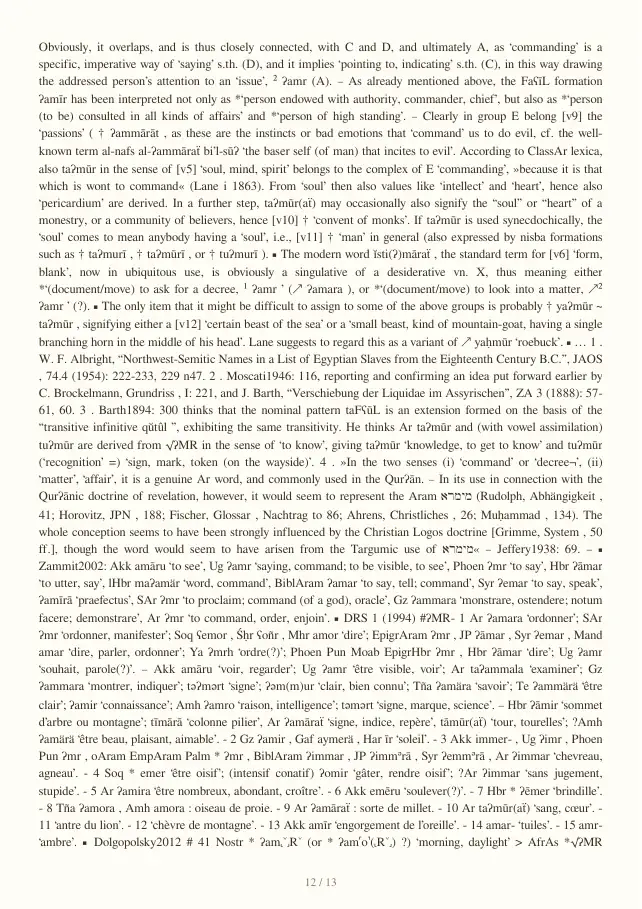 Obviously, it overlaps, and is thus closely connected, with C and D, and ultimately A, as ‘commanding’ is a
specific, imperative way of ‘saying’ s.th. (D), and it implies ‘pointing to, indicating’ s.th. (C), in this way drawing
the addressed person’s attention to an ‘issue’, ² ʔamr (A). – As already mentioned above, the FaʕīL formation
ʔamīr has been interpreted not only as *‘person endowed with authority, commander, chief’, but also as *‘person
(to be) consulted in all kinds of affairs’ and *‘person of high standing’. – Clearly in group E belong [v9] the
‘passions’ ( † ʔammārāt , as these are the instincts or bad emotions that ‘command’ us to do evil, cf. the well-
known term al-nafs al-ʔammāraẗ bi’l-sūʔ ‘the baser self (of man) that incites to evil’. According to ClassAr lexica,
also taʔmūr in the sense of [v5] ‘soul, mind, spirit’ belongs to the complex of E ‘commanding’, »because it is that
which is wont to command« (Lane i 1863). From ‘soul’ then also values like ‘intellect’ and ‘heart’, hence also
‘pericardium’ are derived. In a further step, taʔmūr(aẗ) may occasionally also signify the “soul” or “heart” of a
monestry, or a community of believers, hence [v10] † ‘convent of monks’. If taʔmūr is used synecdochically, the
‘soul’ comes to mean anybody having a ‘soul’, i.e., [v11] † ‘man’ in general (also expressed by nisba formations
such as † taʔmurī , † taʔmūrī , or † tuʔmurī ). ▪ The modern word ĭsti(ʔ)māraẗ , the standard term for [v6] ‘form,
blank’, now in ubiquitous use, is obviously a singulative of a desiderative vn. X, thus meaning either
*‘(document/move) to ask for a decree, ¹ ʔamr ’ (↗ ʔamara ), or *‘(document/move) to look into a matter, ↗²
ʔamr ’ (?). ▪ The only item that it might be difficult to assign to some of the above groups is probably † yaʔmūr ~
taʔmūr , signifying either a [v12] ‘certain beast of the sea’ or a ‘small beast, kind of mountain-goat, having a single
branching horn in the middle of his head’. Lane suggests to regard this as a variant of ↗ yaḥmūr ‘roebuck’. ▪ … 1 .
W. F. Albright, “Northwest-Semitic Names in a List of Egyptian Slaves from the Eighteenth Century B.C.”, JAOS
, 74.4 (1954): 222-233, 229 n47. 2 . Moscati1946: 116, reporting and confirming an idea put forward earlier by
C. Brockelmann, Grundriss , I: 221, and J. Barth, “Verschiebung der Liquidae im Assyrischen”, ZA 3 (1888): 57-
61, 60. 3 . Barth1894: 300 thinks that the nominal pattern taFʕūL is an extension formed on the basis of the
“transitive infinitive qŭtûl ”, exhibiting the same transitivity. He thinks Ar taʔmūr and (with vowel assimilation)
tuʔmūr are derived from √ʔMR in the sense of ‘to know’, giving taʔmūr ‘knowledge, to get to know’ and tuʔmūr
(‘recognition’ =) ‘sign, mark, token (on the wayside)’. 4 . »In the two senses (i) ‘command’ or ‘decree¬’, (ii)
‘matter’, ‘affair’, it is a genuine Ar word, and commonly used in the Qurʔān. – In its use in connection with the
Qurʔānic doctrine of revelation, however, it would seem to represent the Aram מימרא (Rudolph, Abhängigkeit ,
41; Horovitz, JPN , 188; Fischer, Glossar , Nachtrag to 86; Ahrens, Christliches , 26; Muḥammad , 134). The
whole conception seems to have been strongly influenced by the Christian Logos doctrine [Grimme, System , 50
ff.], though the word would seem to have arisen from the Targumic use of מימרא« – Jeffery1938: 69. – ▪
Zammit2002: Akk amāru ‘to see’, Ug ʔamr ‘saying, command; to be visible, to see’, Phoen ʔmr ‘to say’, Hbr ʔāmar
‘to utter, say’, lHbr maʔamär ‘word, command’, BiblAram ʔamar ‘to say, tell; command’, Syr ʔemar ‘to say, speak’,
ʔamīrā ‘praefectus’, SAr ʔmr ‘to proclaim; command (of a god), oracle’, Gz ʔammara ‘monstrare, ostendere; notum
facere; demonstrare’, Ar ʔmr ‘to command, order, enjoin’. ▪ DRS 1 (1994) #ʔMR- 1 Ar ʔamara ‘ordonner’; SAr
ʔmr ‘ordonner, manifester’; Soq ʕemor , Śḥr ʕoñr , Mhr amor ‘dire’; EpigrAram ʔmr , JP ʔămar , Syr ʔemar , Mand
amar ‘dire, parler, ordonner’; Ya ʔmrh ‘ordre(?)’; Phoen Pun Moab EpigrHbr ʔmr , Hbr ʔāmar ‘dire’; Ug ʔamr
‘souhait, parole(?)’. – Akk amāru ‘voir, regarder’; Ug ʔamr ‘être visible, voir’; Ar taʔammala ‘examiner’; Gz
ʔammara ‘montrer, indiquer’; təʔmərt ‘signe’; ʔəm(m)ur ‘clair, bien connu’; Tña ʔamära ‘savoir’; Te ʔammärä ‘être
clair’; ʔamir ‘connaissance’; Amh ʔamro ‘raison, intelligence’; təmərt ‘signe, marque, science’. – Hbr ʔāmir ‘sommet
d’arbre ou montagne’; tīmārā ‘colonne pilier’, Ar ʔamāraẗ ‘signe, indice, repère’, tāmūr(aẗ) ‘tour, tourelles’; ?Amh
ʔamärä ‘être beau, plaisant, aimable’. - 2 Gz ʔamir , Gaf aymerä , Har ïr ‘soleil’. - 3 Akk immer- , Ug ʔimr , Phoen
Pun ʔmr , oAram EmpAram Palm * ʔmr , BiblAram ʔimmar , JP ʔimmᵊrā , Syr ʔemmᵊrā , Ar ʔimmar ‘chevreau,
agneau’. - 4 Soq * emer ‘être oisif’; (intensif conatif) ʔomir ‘gâter, rendre oisif’; ?Ar ʔimmar ‘sans jugement,
stupide’. - 5 Ar ʔamira ‘être nombreux, abondant, croître’. - 6 Akk emēru ‘soulever(?)’. - 7 Hbr * ʔēmer ‘brindille’.
- 8 Tña ʔamora , Amh amora : oiseau de proie. - 9 Ar ʔamāraẗ : sorte de millet. - 10 Ar taʔmūr(aẗ) ‘sang, cœur’. -
11 ‘antre du lion’. - 12 ‘chèvre de montagne’. - 13 Akk amīr ‘engorgement de l’oreille’. - 14 amar- ‘tuiles’. - 15 amr-
‘ambre’. ▪ Dolgopolsky2012 # 41 Nostr ‘morning, daylight’ > AfrAs *√ʔMR
12 / 13